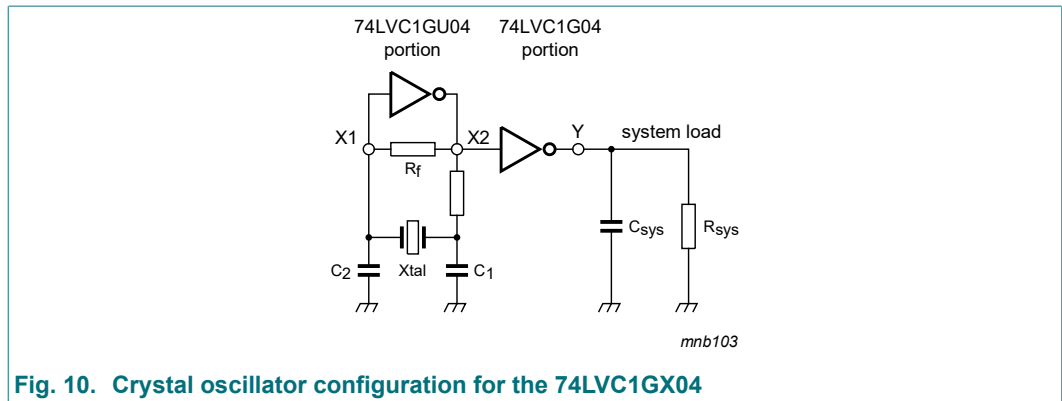 74LVC1GU04 74LVC1G04
portion portion
X1 X2 Y system load
Rf
Csys Rsys
C2 Xtal C1
mnb103
Fig. 10. Crystal oscillator configuration for the 74LVC1GX04